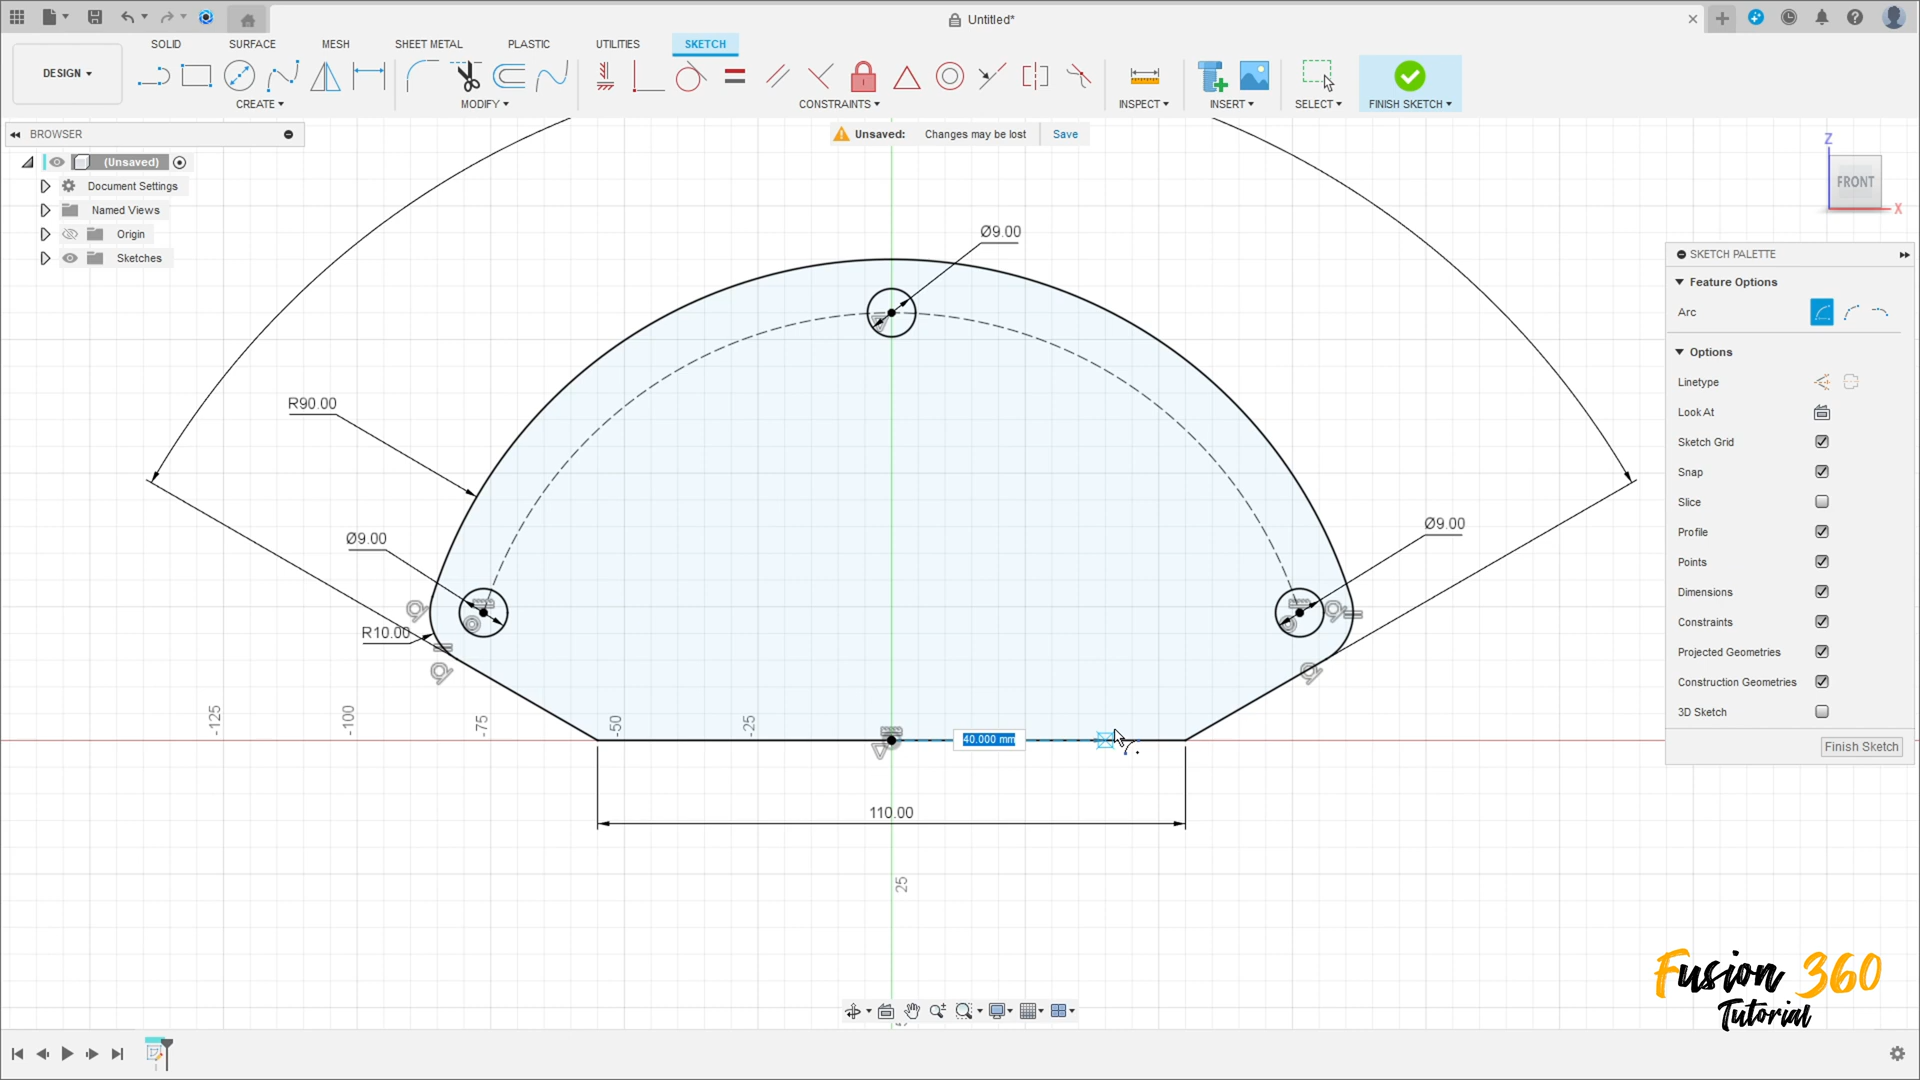 Untitled*
SOLID
SURFACE
MESH
SHEET METAL
PLASTIC
UTILITIES
SKETCH
DESIGN
CREATE
MODIFY
CONSTRAINTS
INSPECT
INSERT
SELECT
FINISH SKETCH
BROWSER
Unsaved: Changes may be lost Save
(Unsaved)
Document Settings
Named Views
Origin
Sketches
Z
FRONT
X
SKETCH PALETTE
Feature Options
Arc
Options
Linetype
Look At
Sketch Grid
Snap
Slice
Profile
Points
Dimensions
Constraints
Projected Geometries
Construction Geometries
3D Sketch
Finish Sketch
Ø9.00
R90.00
Ø9.00
Ø9.00
R10.00
-125
-100
-75
-50
-25
40.000 mm
110.00
25
Fusion 360
Tutorial